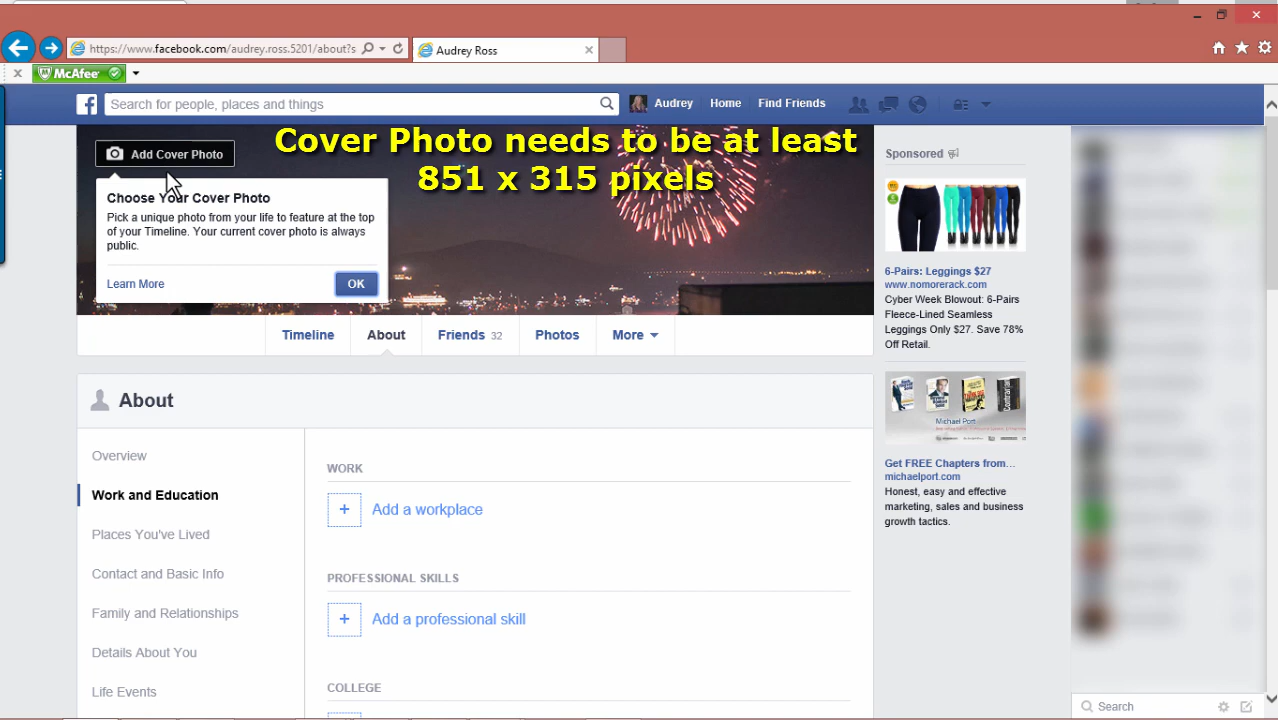 https://www.facebook.com/audrey.ross.5201/about?s
Audrey Ross
McAfee
f
Search for people, places and things
Audrey
Home
Find Friends
Add Cover Photo
Cover Photo needs to be at least
851 x 315 pixels
Choose Your Cover Photo
Pick a unique photo from your life to feature at the top
of your Timeline. Your current cover photo is always
public.
Learn More
OK
Timeline
About
Friends 32
Photos
More
About
Overview
Work and Education
Places You've Lived
Contact and Basic Info
Family and Relationships
Details About You
Life Events
WORK
+ Add a workplace
PROFESSIONAL SKILLS
+ Add a professional skill
COLLEGE
Sponsored
6-Pairs: Leggings $27
www.nomorerack.com
Cyber Week Blowout: 6-Pairs
Fleece-Lined Seamless
Leggings Only $27. Save 78%
Off Retail.
Michael Port
Get FREE Chapters from...
michaelport.com
Honest, easy and effective
marketing, sales and business
growth tactics.
Search